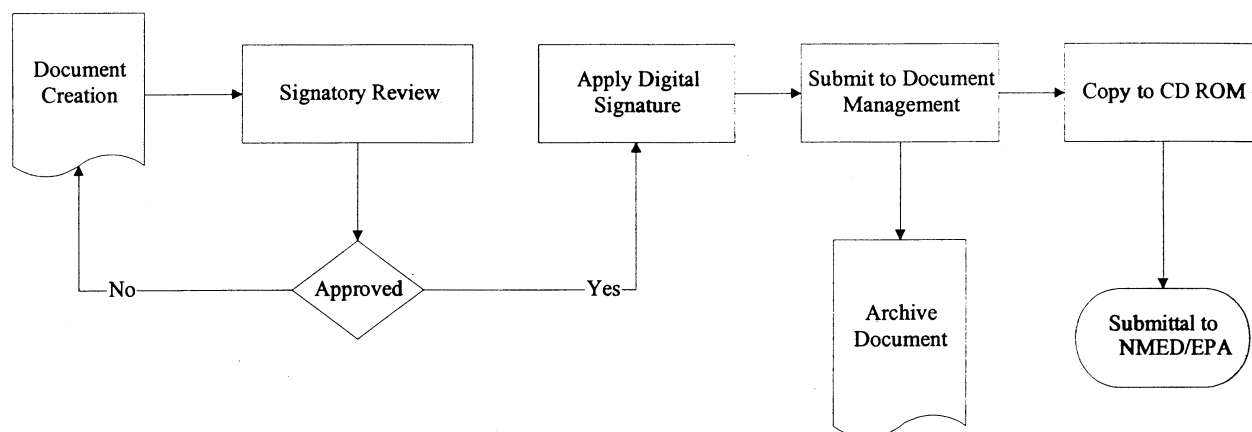 Document
Creation
Signatory Review
Apply Digital
Signature
Submit to Document
Management
Copy to CD ROM
No
Approved
Yes
Archive
Document
Submittal to
NMED/EPA